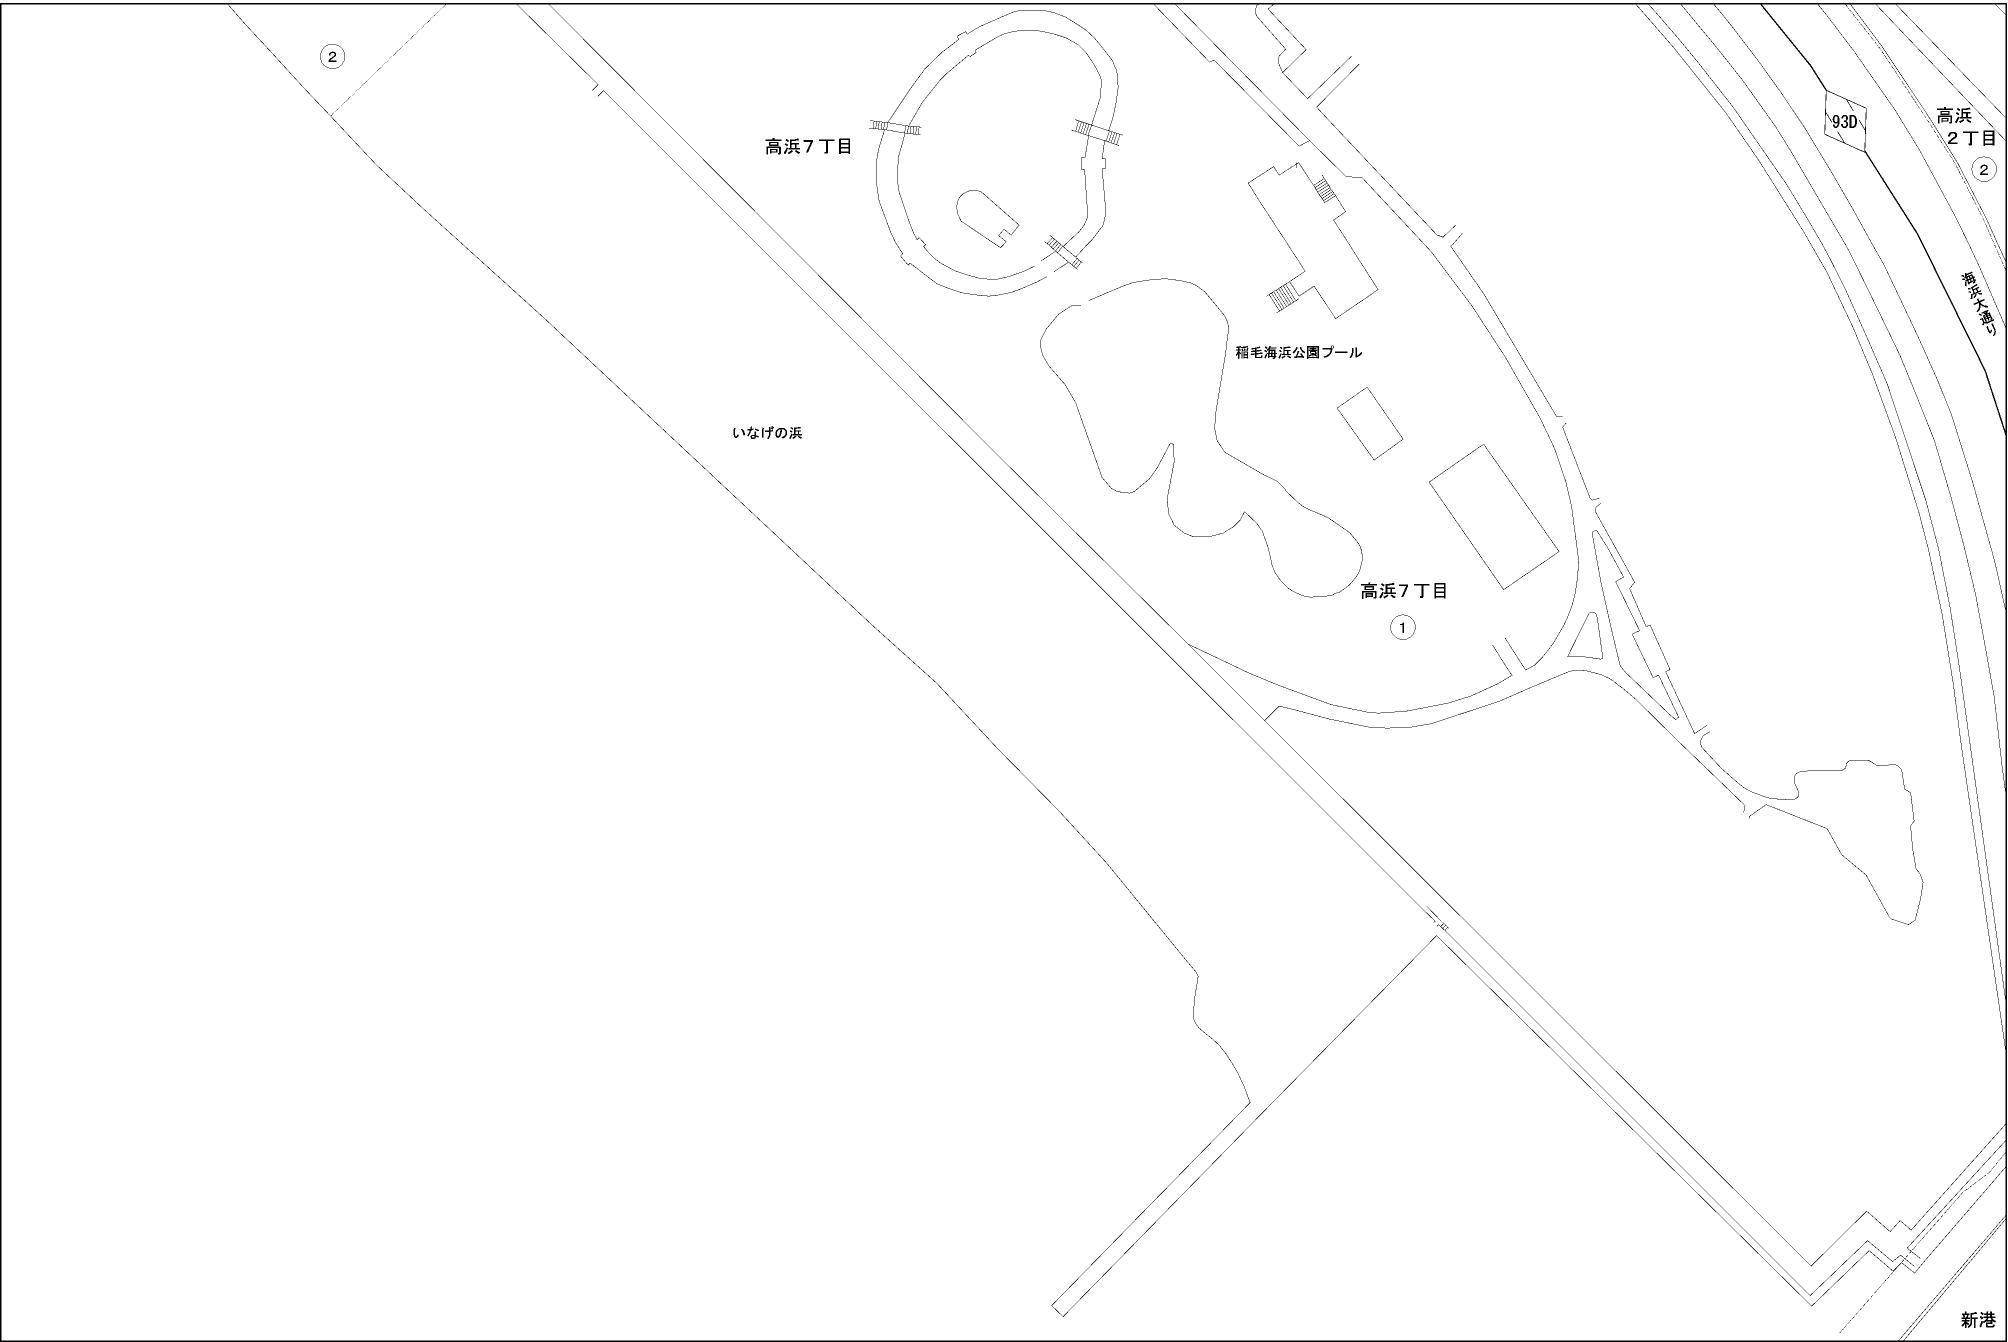 ②
高浜７丁目
93D
高浜
２丁目
②
海浜大通り
稲毛海浜公園プール
いなげの浜
高浜７丁目
①
新港